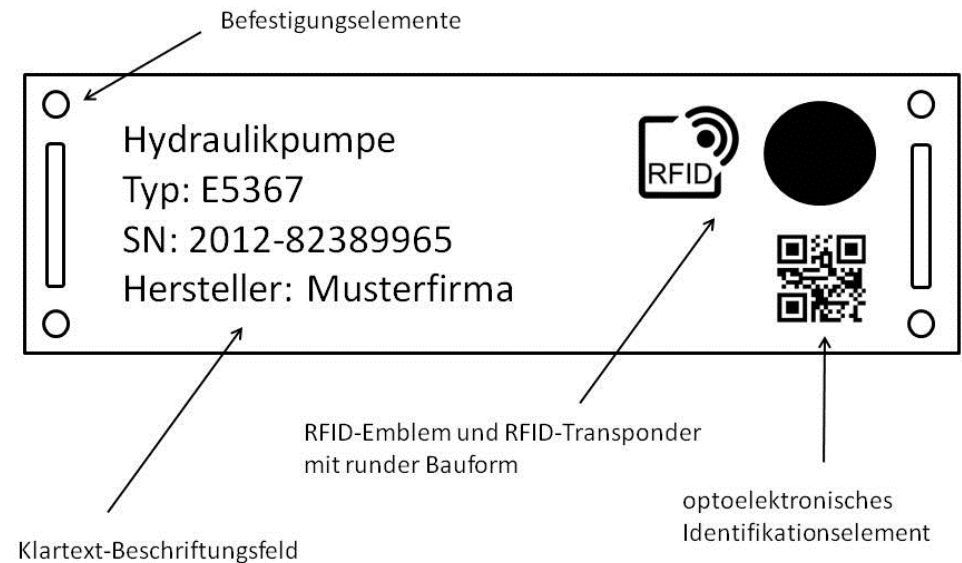 Befestigungselemente
Hydraulikpumpe
Typ: E5367
SN: 2012-82389965
Hersteller: Musterfirma
RFID
RFID-Emblem und RFID-Transponder
mit runder Bauform
optoelektronisches
Identifikationselement
Klartext-Beschriftungsfeld